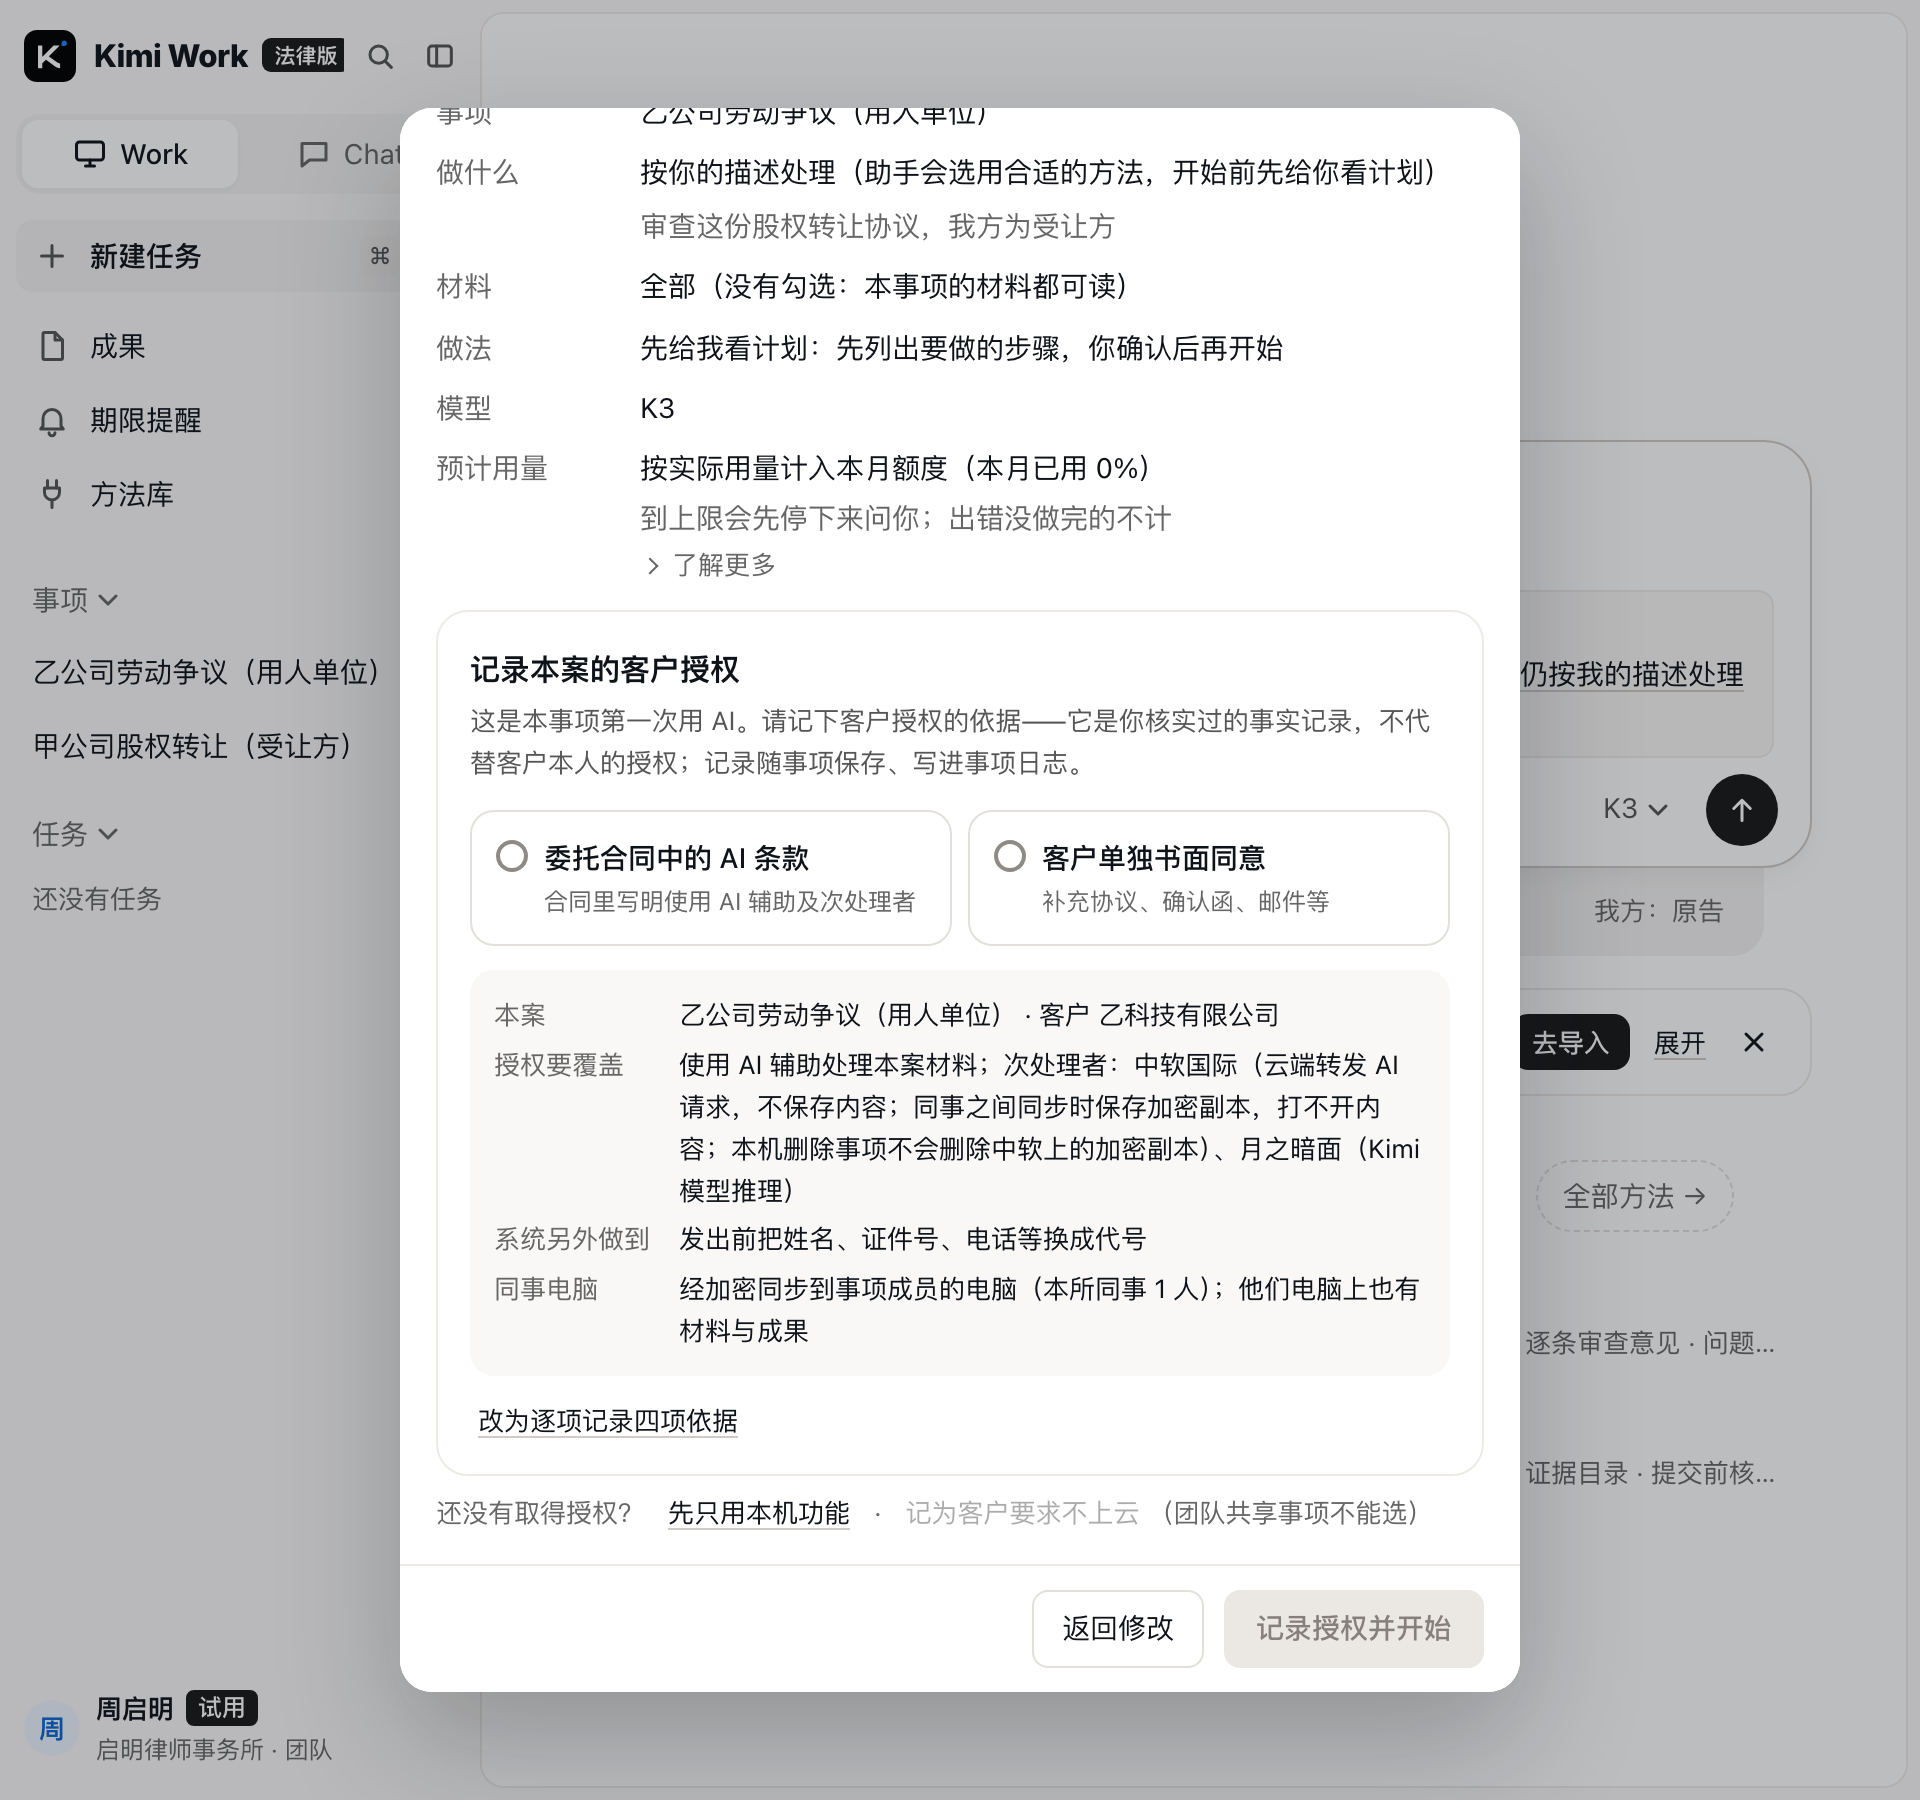 Kimi Work 法律版
Work
Chat
新建任务 ⌘
成果
期限提醒
方法库
事项
乙公司劳动争议（用人单位）
甲公司股权转让（受让方）
任务
还没有任务
周 周启明 试用
启明律师事务所 · 团队
事项 乙公司劳动争议（用人单位）
做什么 按你的描述处理（助手会选用合适的方法，开始前先给你看计划）
审查这份股权转让协议，我方为受让方
材料 全部（没有勾选：本事项的材料都可读）
做法 先给我看计划：先列出要做的步骤，你确认后再开始
模型 K3
预计用量 按实际用量计入本月额度（本月已用 0%）
到上限会先停下来问你；出错没做完的不计
了解更多
记录本案的客户授权
这是本事项第一次用 AI。请记下客户授权的依据——它是你核实过的事实记录，不代
替客户本人的授权；记录随事项保存、写进事项日志。
委托合同中的 AI 条款
合同里写明使用 AI 辅助及次处理者
客户单独书面同意
补充协议、确认函、邮件等
本案 乙公司劳动争议（用人单位） · 客户 乙科技有限公司
授权要覆盖 使用 AI 辅助处理本案材料；次处理者：中软国际（云端转发 AI
请求，不保存内容；同事之间同步时保存加密副本，打不开内
容；本机删除事项不会删除中软上的加密副本）、月之暗面（Kimi
模型推理）
系统另外做到 发出前把姓名、证件号、电话等换成代号
同事电脑 经加密同步到事项成员的电脑（本所同事 1 人）；他们电脑上也有
材料与成果
改为逐项记录四项依据
还没有取得授权？ 先只用本机功能 · 记为客户要求不上云 （团队共享事项不能选）
返回修改 记录授权并开始
仍按我的描述处理
K3
我方：原告
去导入 展开
全部方法 →
逐条审查意见 · 问题...
证据目录 · 提交前核...